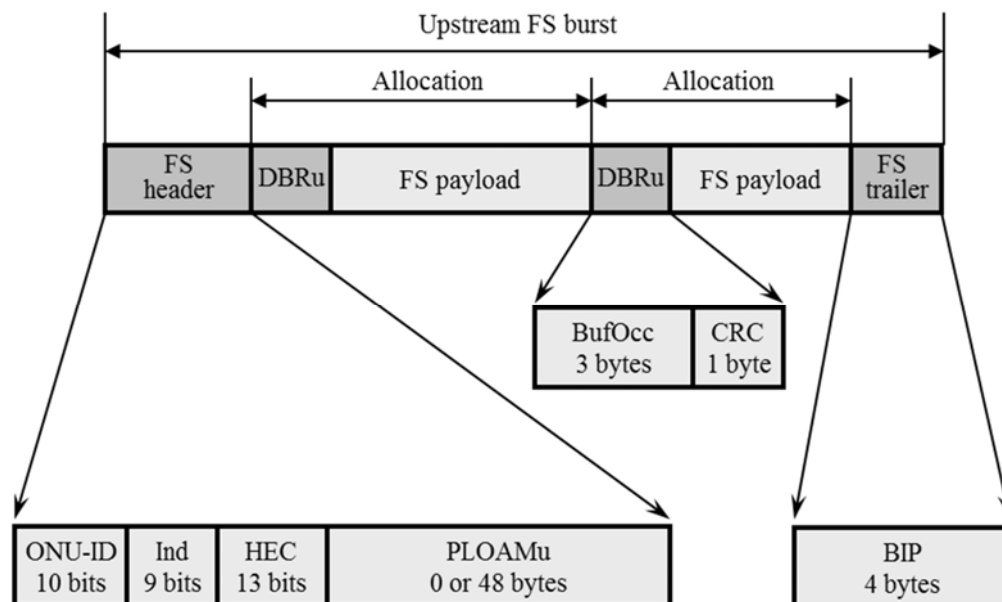 Upstream FS burst
Allocation
Allocation
FS
header
DBRu
FS payload
DBRu
FS payload
FS
trailer
BufOcc
3 bytes
CRC
1 byte
ONU-ID
10 bits
Ind
9 bits
HEC
13 bits
PLOAMu
0 or 48 bytes
BIP
4 bytes